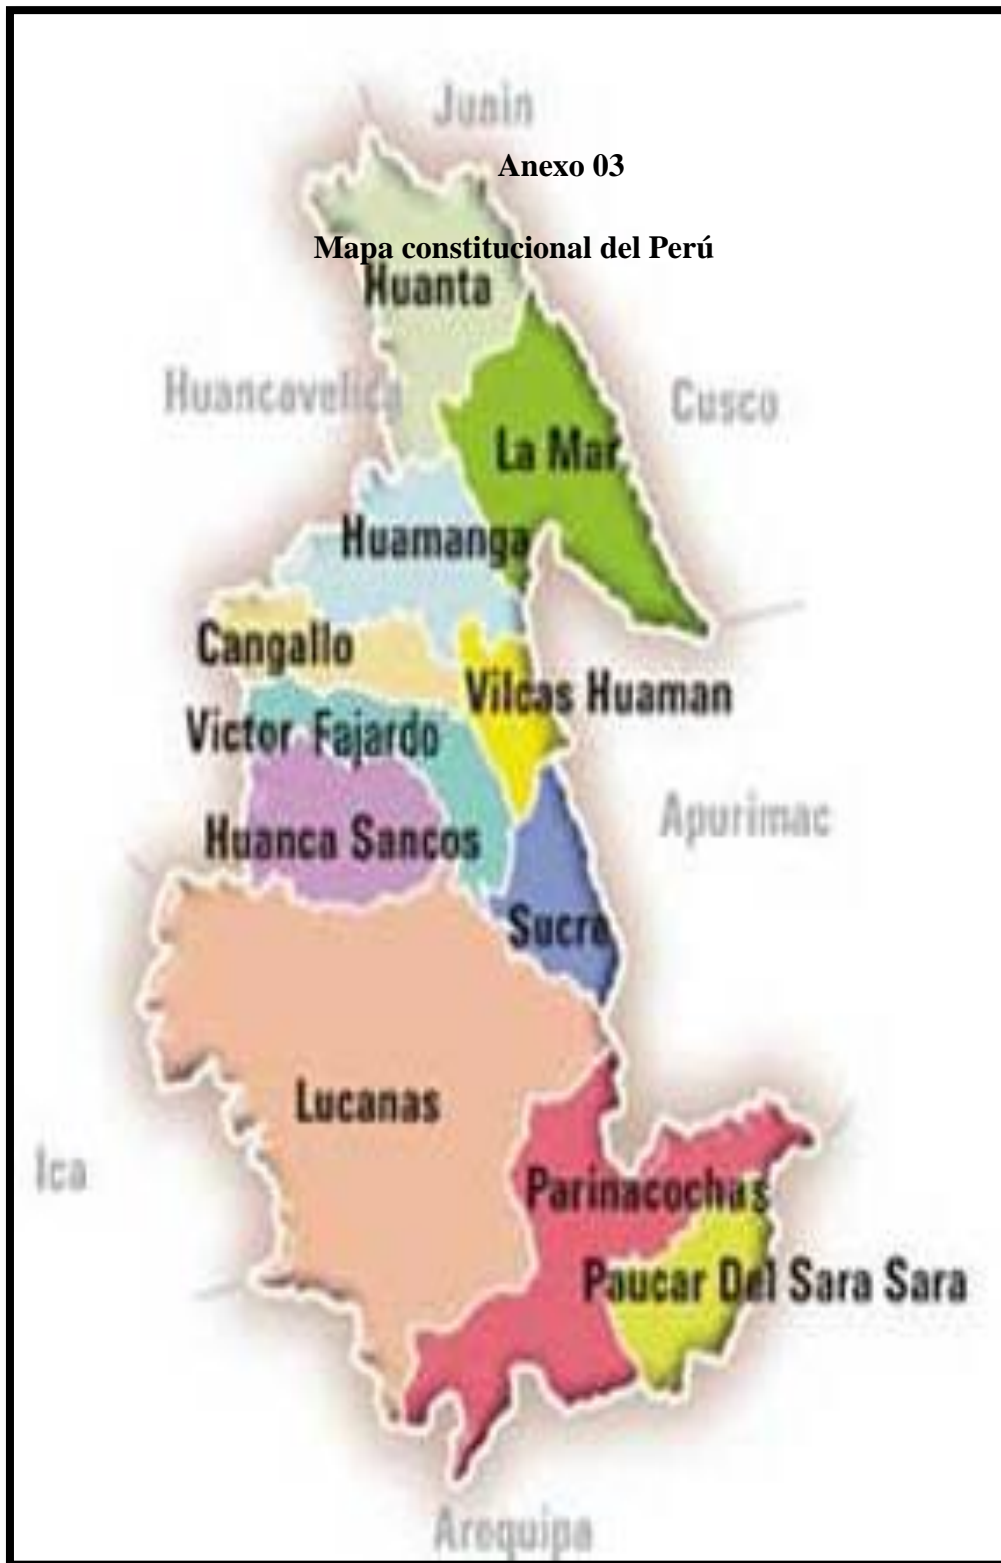 Junin
Anexo 03
Mapa constitucional del Perú
Huanta
Huancavelica
Cusco
La Mar
Huamanga
Cangallo
Vilcas Huaman
Victor Fajardo
Apurimac
Huanca Sancos
Sucre
Lucanas
Ica
Parinacochas
Paucar Del Sara Sara
Arequipa